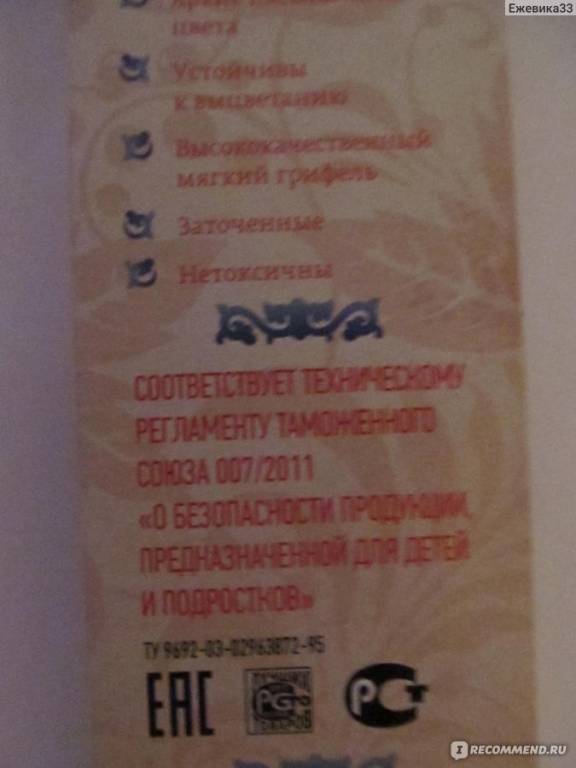 Ежевика33
цвета
Устойчивы
к выцветанию
Высококачественный
мягкий грифель
Заточенные
Нетоксичны
СООТВЕТСТВУЕТ ТЕХНИЧЕСКОМУ
РЕГЛАМЕНТУ ТАМОЖЕННОГО
СОЮЗА 007/2011
«О БЕЗОПАСНОСТИ ПРОДУКЦИИ,
ПРЕДНАЗНАЧЕННОЙ ДЛЯ ДЕТЕЙ
И ПОДРОСТКОВ»
ТУ 9692-03-02963872-95
ЕАС
РСТ
IRECOMMEND.RU